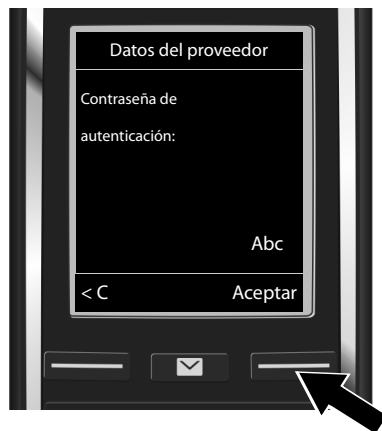 Datos del proveedor
Contraseña de
autenticación:
Abc
< C Aceptar